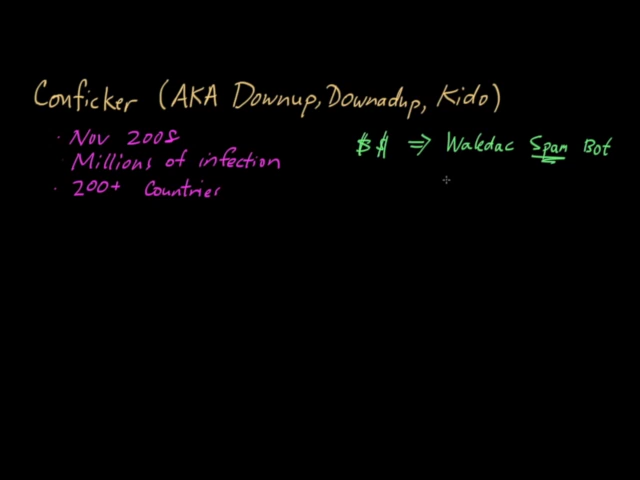 Conficker (AKA Downup, Downadup, Kido)
· Nov 2008
· Millions of infection
· 200+ Countries
$$ ⇒ Waledac Spam Bot